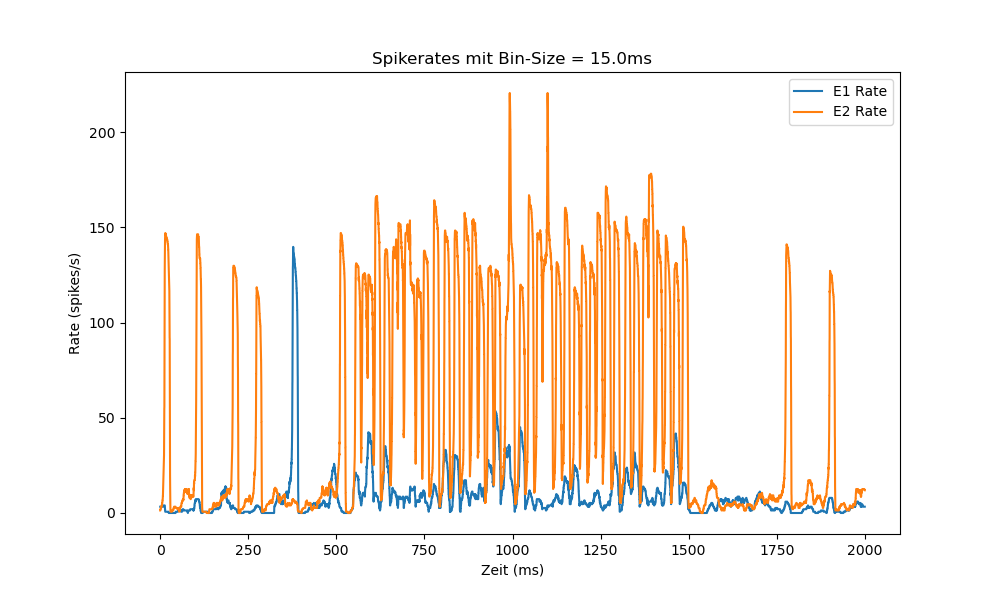 Spikerates mit Bin-Size = 15.0ms
E1 Rate
E2 Rate
200
150
100
50
0
Rate (spikes/s)
0 250 500 750 1000 1250 1500 1750 2000
Zeit (ms)